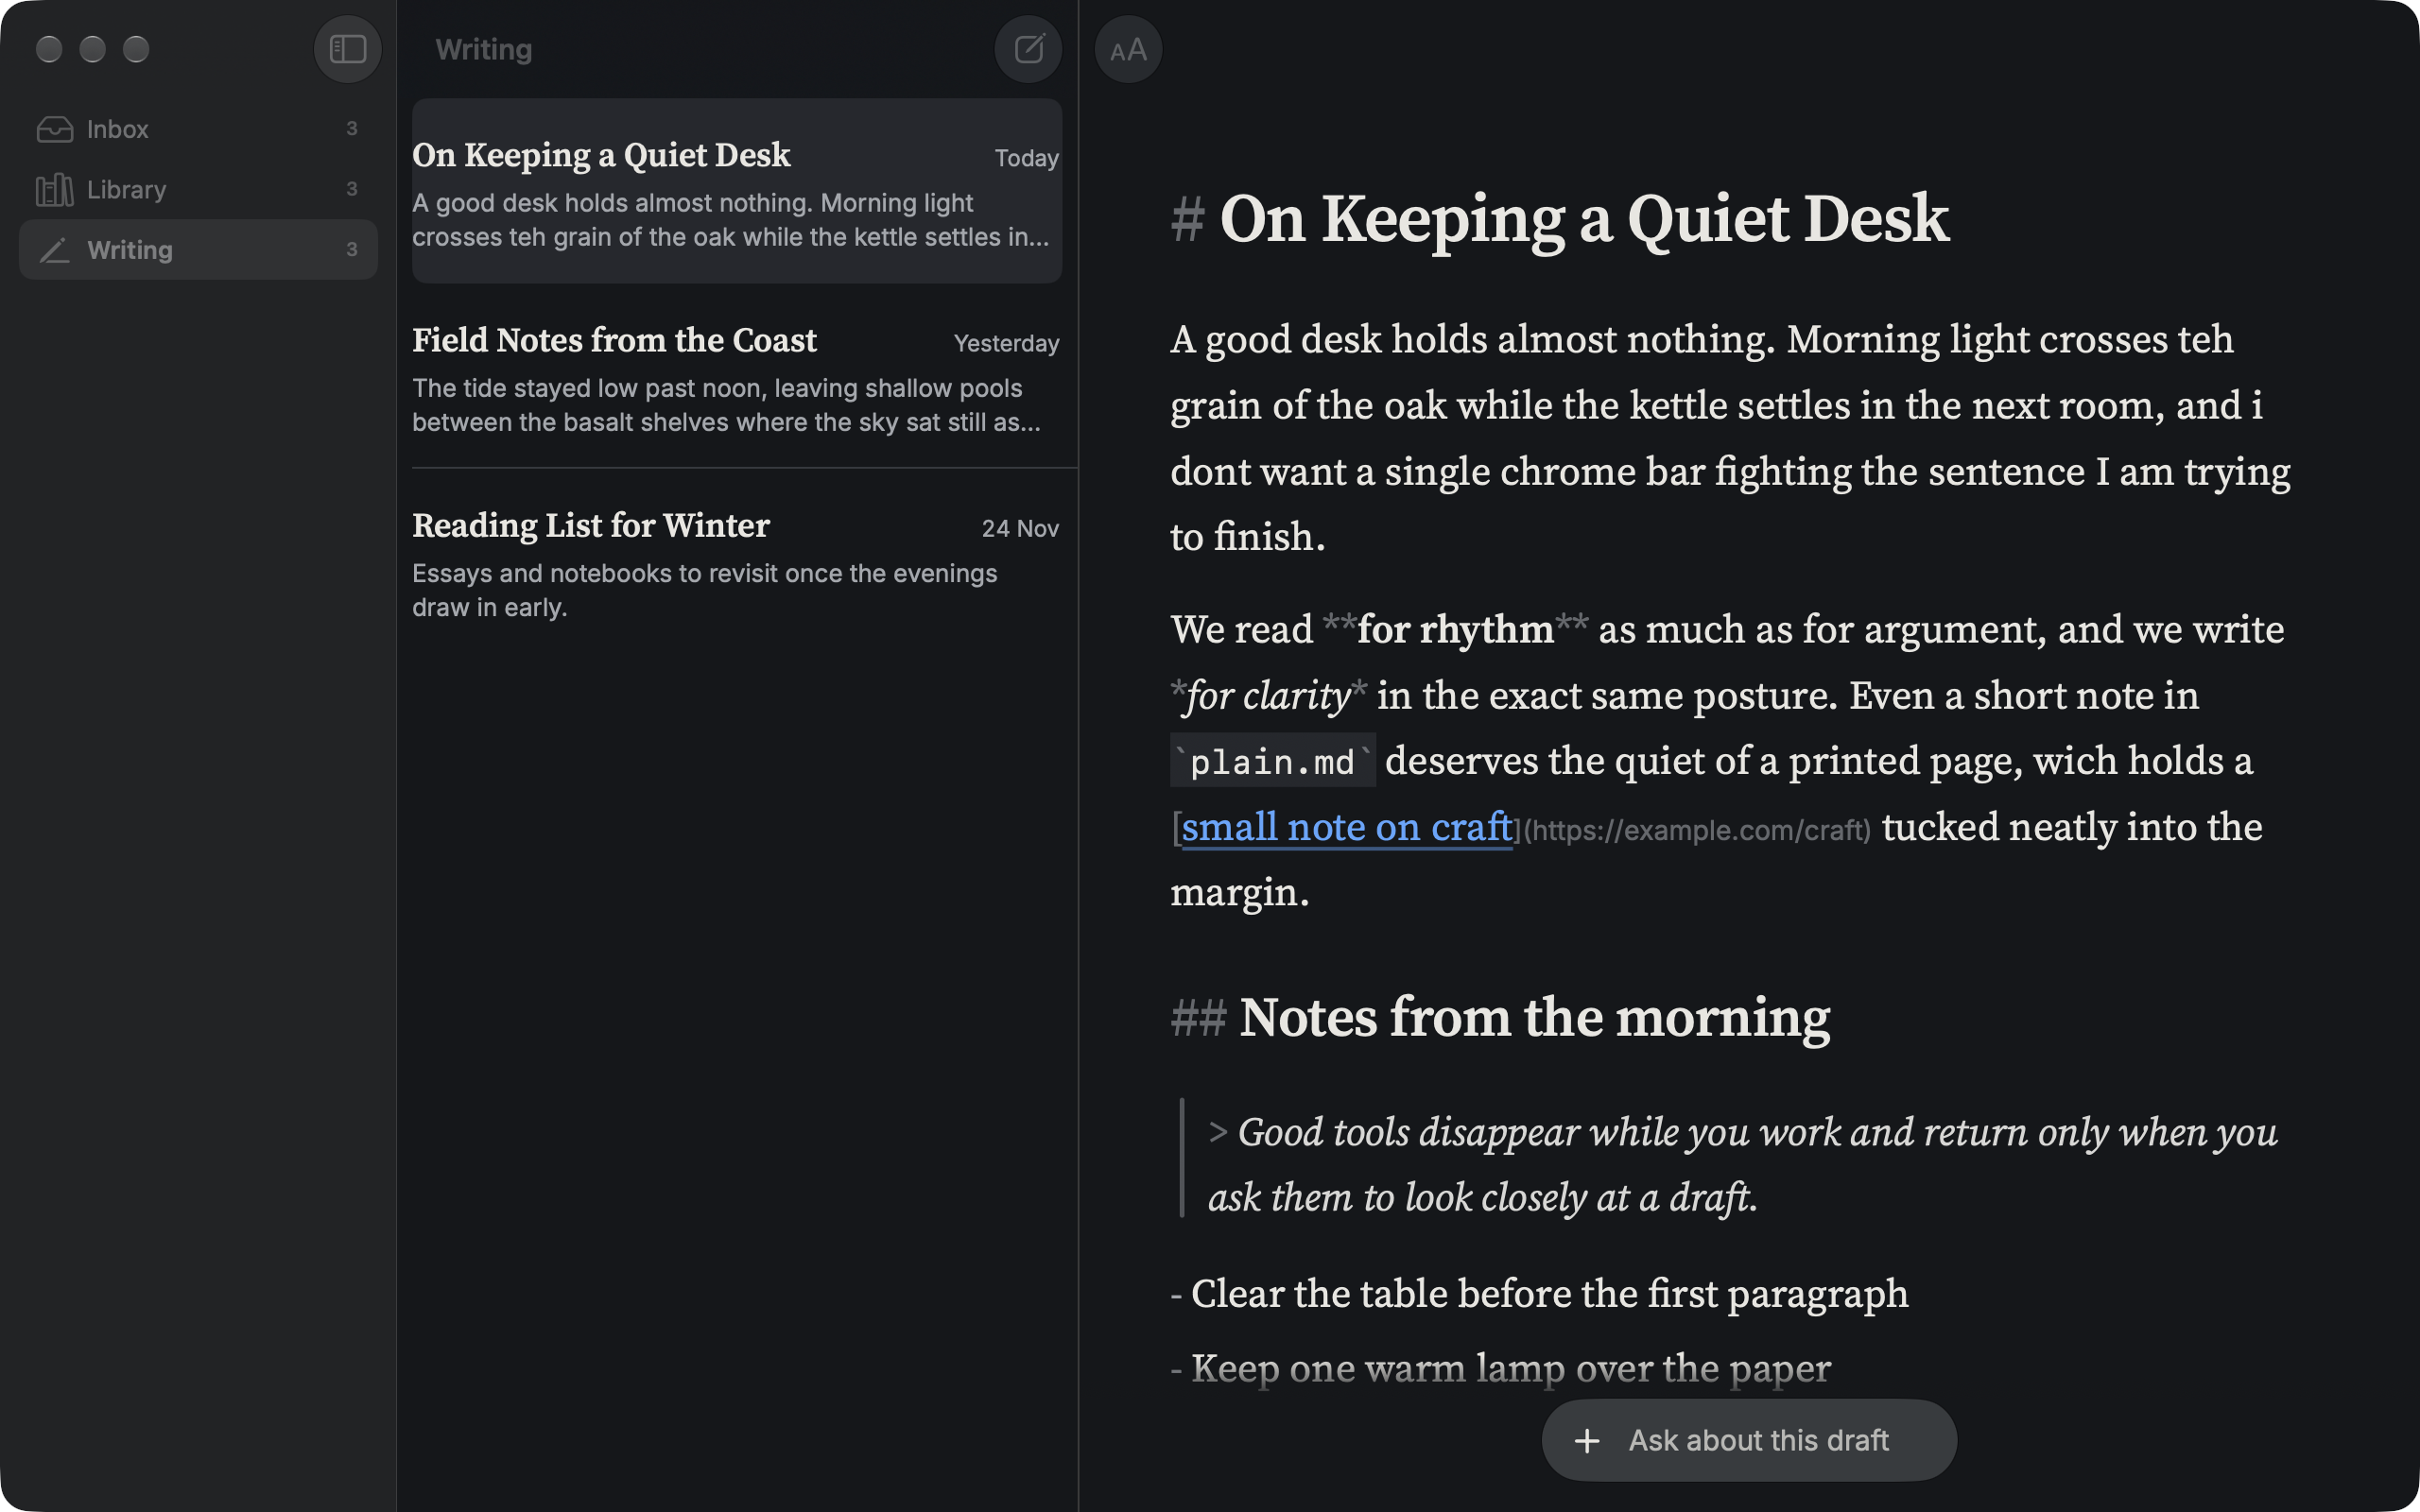 Inbox 3
Library 3
Writing 3
Writing
On Keeping a Quiet Desk Today
A good desk holds almost nothing. Morning light
crosses teh grain of the oak while the kettle settles in...
Field Notes from the Coast Yesterday
The tide stayed low past noon, leaving shallow pools
between the basalt shelves where the sky sat still as...
Reading List for Winter 24 Nov
Essays and notebooks to revisit once the evenings
draw in early.
AA
# On Keeping a Quiet Desk
A good desk holds almost nothing. Morning light crosses teh
grain of the oak while the kettle settles in the next room, and i
dont want a single chrome bar fighting the sentence I am trying
to finish.
We read **for rhythm** as much as for argument, and we write
*for clarity* in the exact same posture. Even a short note in
`plain.md` deserves the quiet of a printed page, wich holds a
[small note on craft](https://example.com/craft) tucked neatly into the
margin.
## Notes from the morning
> Good tools disappear while you work and return only when you
ask them to look closely at a draft.
- Clear the table before the first paragraph
- Keep one warm lamp over the paper
+ Ask about this draft